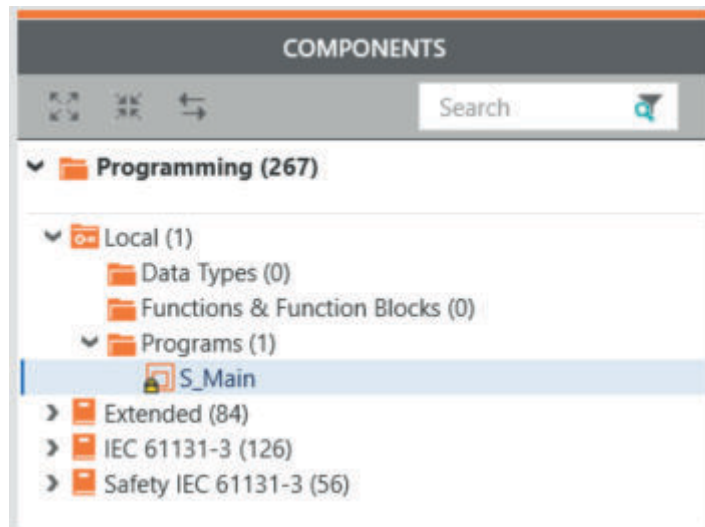 COMPONENTS
Search
Programming (267)
Local (1)
Data Types (0)
Functions & Function Blocks (0)
Programs (1)
S_Main
Extended (84)
IEC 61131-3 (126)
Safety IEC 61131-3 (56)